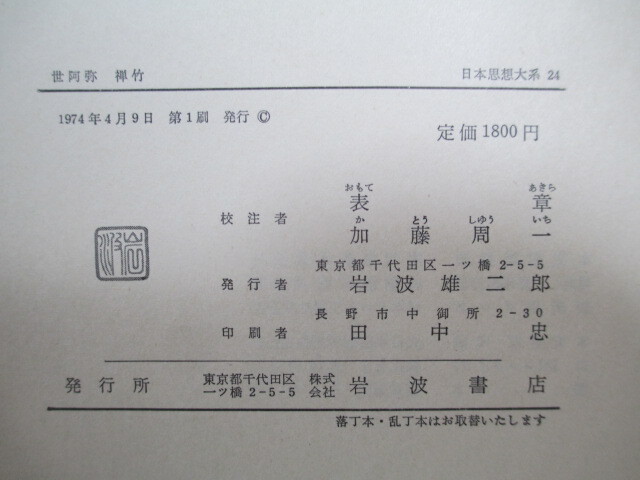 世阿弥 禅竹
日本思想大系 24
1974年4月9日 第1刷 発行©
定価1800円
おもて あきら
表 章
校注者
か とう しゅう いち
加藤周一
東京都千代田区一ツ橋2-5-5
発行者 岩波雄二郎
長野市中御所 2-30
印刷者 田中忠
発行所 東京都千代田区 株式 岩波書店
一ツ橋2-5-5 会社
落丁本・乱丁本はお取替いたします